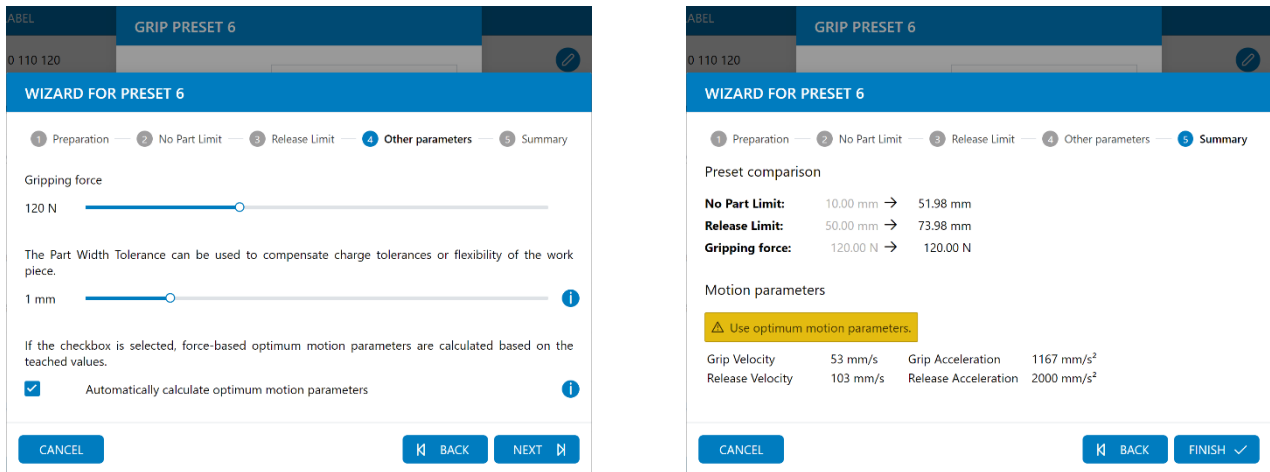 ABEL
GRIP PRESET 6
0 110 120
WIZARD FOR PRESET 6
1 Preparation 2 No Part Limit 3 Release Limit 4 Other parameters 5 Summary
Gripping force
120 N
The Part Width Tolerance can be used to compensate charge tolerances or flexibility of the work
piece.
1 mm
i
If the checkbox is selected, force-based optimum motion parameters are calculated based on the
teached values.
Automatically calculate optimum motion parameters
i
CANCEL BACK NEXT
ABEL
GRIP PRESET 6
0 110 120
WIZARD FOR PRESET 6
1 Preparation 2 No Part Limit 3 Release Limit 4 Other parameters 5 Summary
Preset comparison
No Part Limit: 10.00 mm → 51.98 mm
Release Limit: 50.00 mm → 73.98 mm
Gripping force: 120.00 N → 120.00 N
Motion parameters
⚠ Use optimum motion parameters.
Grip Velocity 53 mm/s Grip Acceleration 1167 mm/s²
Release Velocity 103 mm/s Release Acceleration 2000 mm/s²
CANCEL BACK FINISH